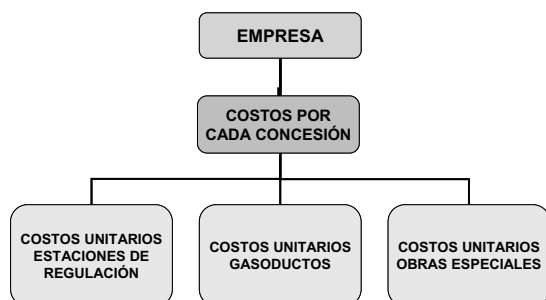 EMPRESA
COSTOS POR
CADA CONCESIÓN
COSTOS UNITARIOS
ESTACIONES DE
REGULACIÓN
COSTOS UNITARIOS
GASODUCTOS
COSTOS UNITARIOS
OBRAS ESPECIALES